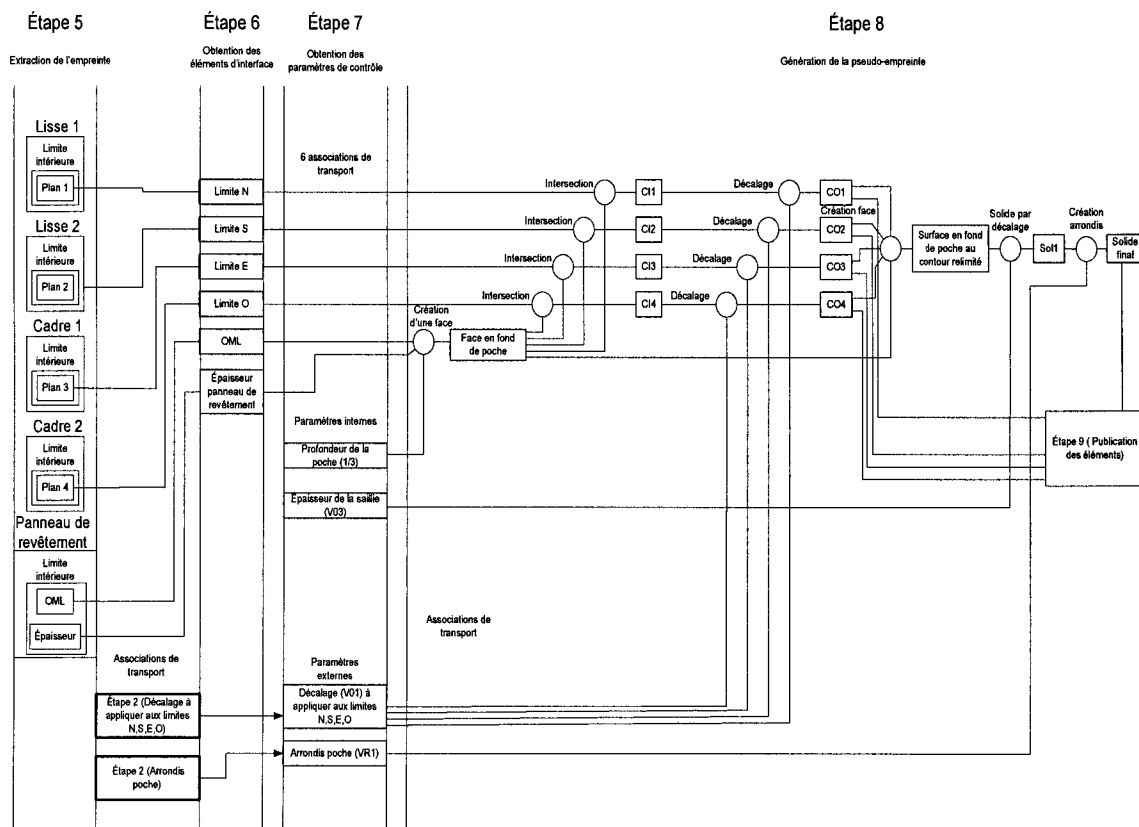 Étape 5
Étape 6
Étape 7
Étape 8
Extraction de l'empreinte
Obtention des
éléments d'interface
Obtention des
paramètres de contrôle
Génération de la pseudo-empreinte
Lisse 1
Limite
intérieure
Plan 1
Lisse 2
Limite
intérieure
Plan 2
Cadre 1
Limite
intérieure
Plan 3
Cadre 2
Limite
intérieure
Plan 4
Panneau de
revêtement
Limite
intérieure
OML
Épaisseur
Associations de
transport
Étape 2 (Décalage à
appliquer aux limites
N,S,E,O)
Étape 2 (Arrondis
poche)
Limite N
Limite S
Limite E
Limite O
OML
Épaisseur
panneau de
revêtement
6 associations de
transport
Paramètres internes
Profondeur de la
poche (1/3)
Épaisseur de la saillie
(V03)
Paramètres
externes
Décalage (V01) à
appliquer aux limites
N,S,E,O
Arrondis poche (VR1)
Création
d'une face
Face en fond
de poche
Associations de
transport
Intersection
CI1
Décalage
CO1
Intersection
CI2
Décalage
Création face
CO2
Intersection
CI3
Décalage
CO3
Intersection
CI4
Décalage
CO4
Surface en fond
de poche au
contour relimité
Solide par
décalage
Sol1
Création
arrondis
Solide
final
Étape 9 ( Publication
des éléments)